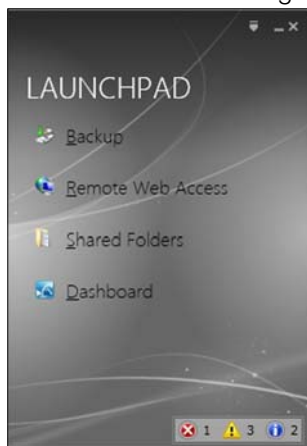 LAUNCHPAD
Backup
Remote Web Access
Shared Folders
Dashboard
1 3 2